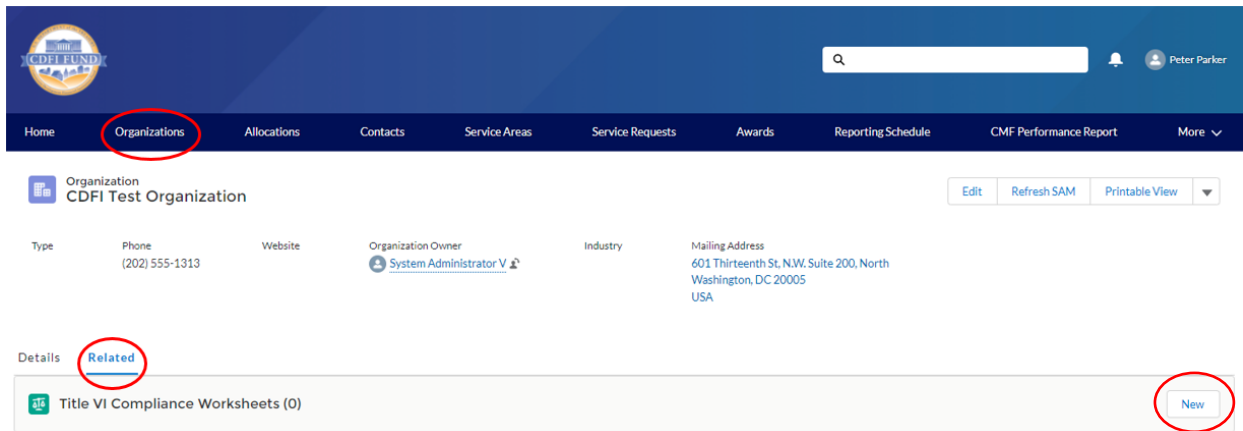 CDFI FUND
Peter Parker
Home Organizations Allocations Contacts Service Areas Service Requests Awards Reporting Schedule CMF Performance Report More
Organization
CDFI Test Organization
Edit Refresh SAM Printable View
Type Phone Website Organization Owner Industry Mailing Address
(202) 555-1313 System Administrator V 601 Thirteenth St, N.W. Suite 200, North
Washington, DC 20005
USA
Details Related
Title VI Compliance Worksheets (0) New